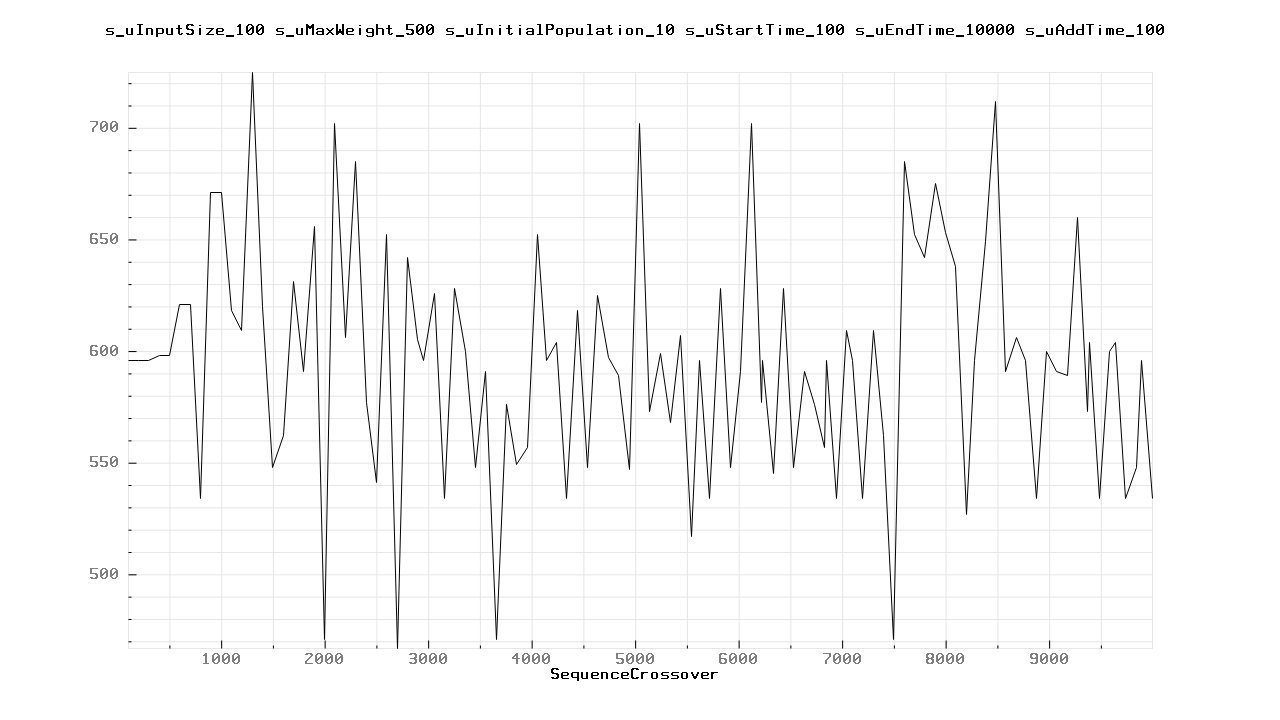 s_uInputSize_100 s_uMaxWeight_500 s_uInitialPopulation_10 s_uStartTime_100 s_uEndTime_10000 s_uAddTime_100
700
650
600
550
500
1000 2000 3000 4000 5000 6000 7000 8000 9000
SequenceCrossover